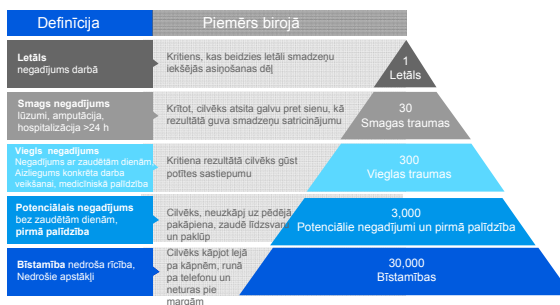 Definīcija
Piemērs birojā
Letāls
negadījums darbā
Kritiens, kas beidzies letāli smadzeņu
iekšējās asiņošanas dēļ
1
Letāls
Smags negadījums
lūzumi, amputācija,
hospitalizācija >24 h
Krītot, cilvēks atsita galvu pret sienu, kā
rezultātā guva smadzeņu satricinājumu
30
Smagas traumas
Viegls negadījums
Negadījums ar zaudētām dienām,
Aizliegums konkrēta darba
veikšanai, medicīniskā palīdzība
Kritiena rezultātā cilvēks gūst
potītes sastiepumu
300
Vieglas traumas
Potenciālais negadījums
bez zaudētām dienām,
pirmā palīdzība
Cilvēks, neuzkāpj uz pēdējā
pakāpiena, zaudē līdzsvaru
un paklūp
3,000
Potenciālie negadījumi un pirmā palīdzība
Bīstamība nedroša rīcība,
Nedrošie apstākļi
Cilvēks kāpjot lejā
pa kāpnēm, runā
pa telefonu un
neturas pie
margām
30,000
Bīstamības